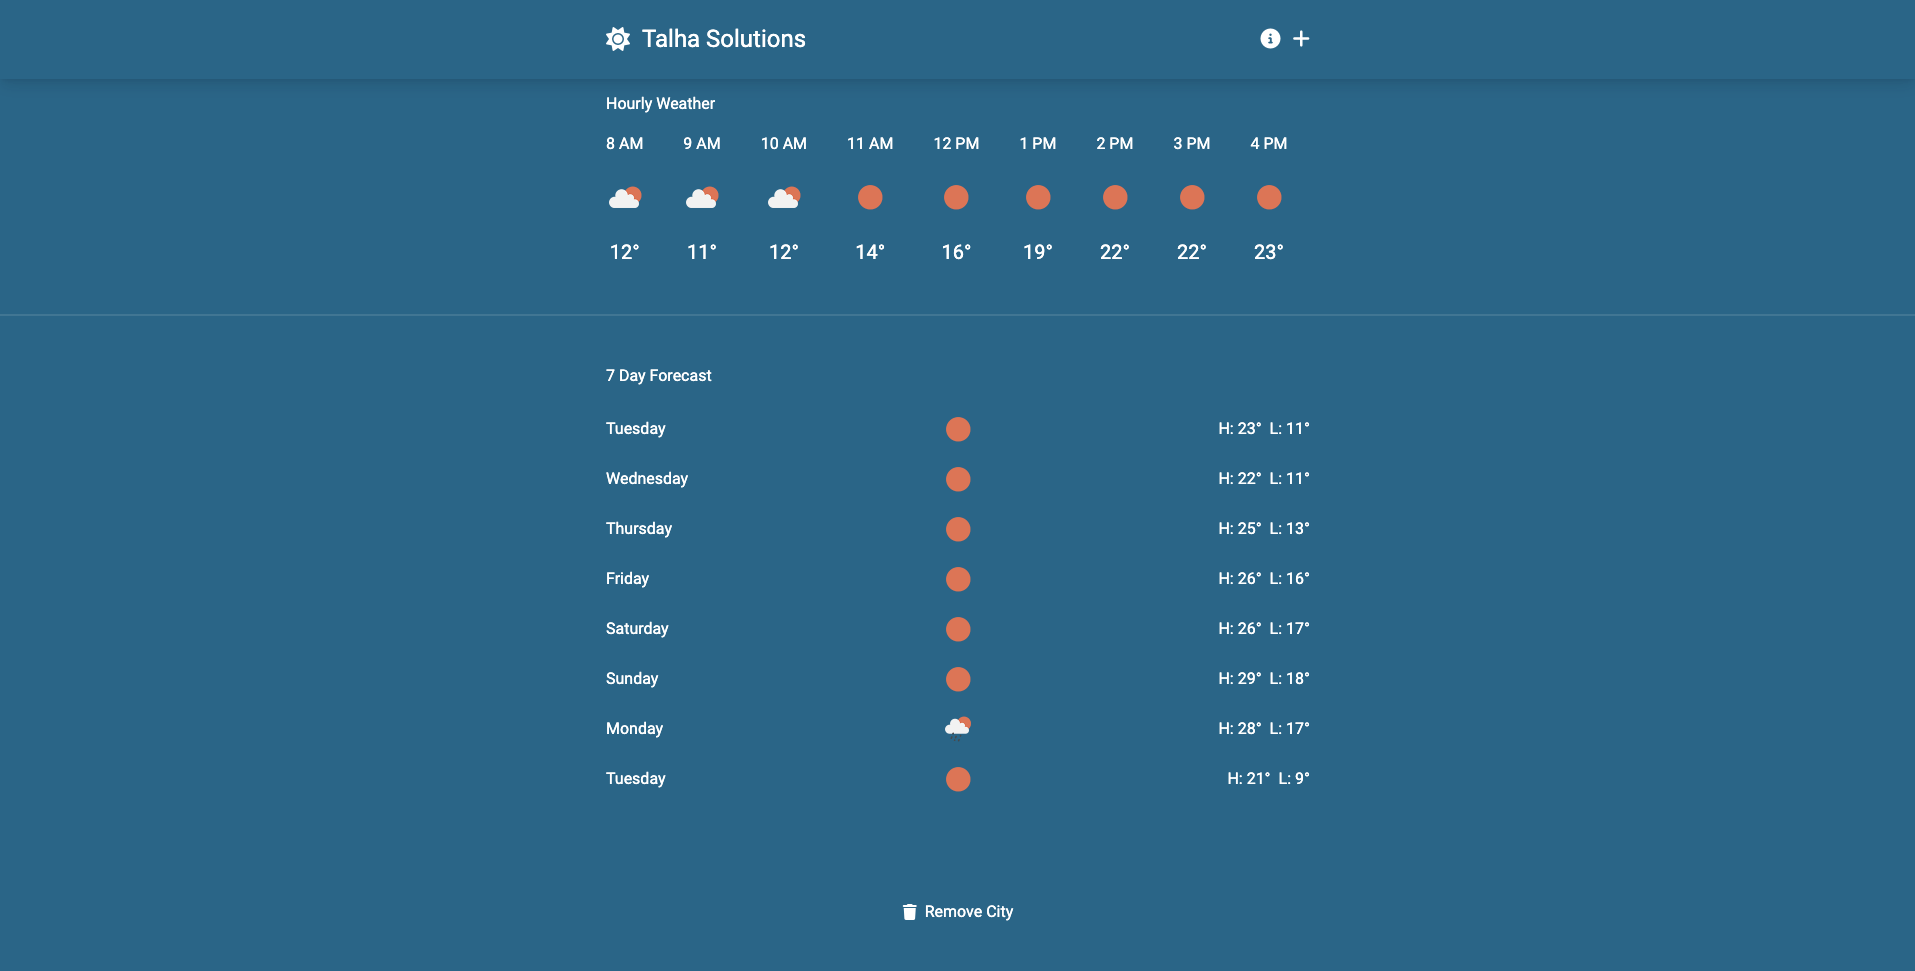 Talha Solutions
Hourly Weather
8 AM 9 AM 10 AM 11 AM 12 PM 1 PM 2 PM 3 PM 4 PM
12° 11° 12° 14° 16° 19° 22° 22° 23°
7 Day Forecast
Tuesday H: 23° L: 11°
Wednesday H: 22° L: 11°
Thursday H: 25° L: 13°
Friday H: 26° L: 16°
Saturday H: 26° L: 17°
Sunday H: 29° L: 18°
Monday H: 28° L: 17°
Tuesday H: 21° L: 9°
Remove City